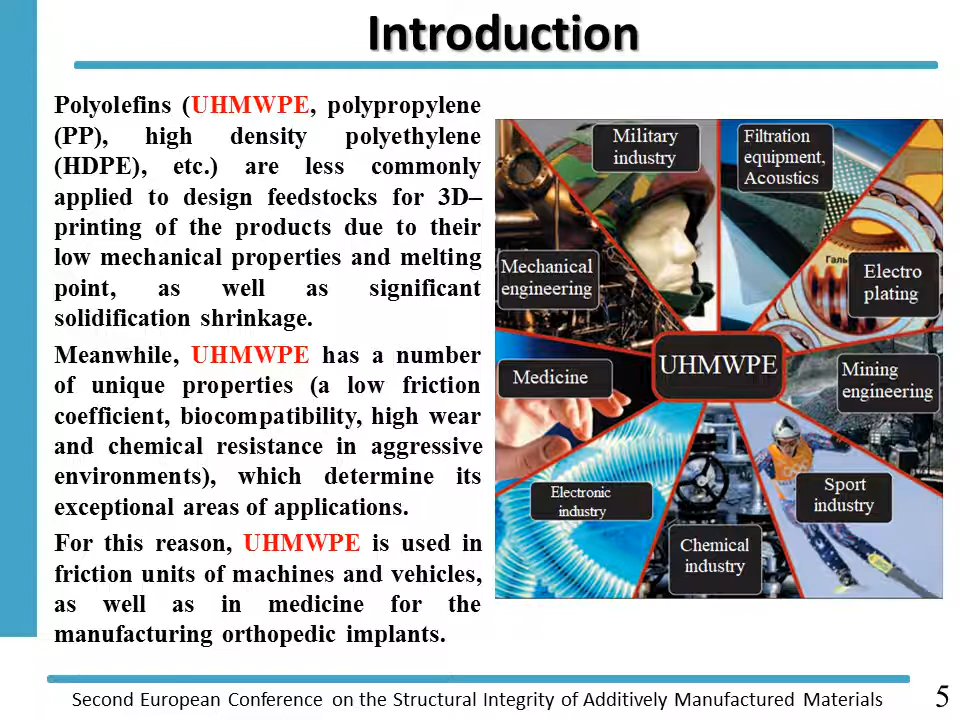 Introduction
Polyolefins (UHMWPE, polypropylene
(PP), high density polyethylene
(HDPE), etc.) are less commonly
applied to design feedstocks for 3D–
printing of the products due to their
low mechanical properties and melting
point, as well as significant
solidification shrinkage.
Meanwhile, UHMWPE has a number
of unique properties (a low friction
coefficient, biocompatibility, high wear
and chemical resistance in aggressive
environments), which determine its
exceptional areas of applications.
For this reason, UHMWPE is used in
friction units of machines and vehicles,
as well as in medicine for the
manufacturing orthopedic implants.
Military
industry
Filtration
equipment,
Acoustics
Mechanical
engineering
Галь
Electro
plating
UHMWPE
Medicine
Mining
engineering
Electronic
industry
Sport
industry
Chemical
industry
Second European Conference on the Structural Integrity of Additively Manufactured Materials
5